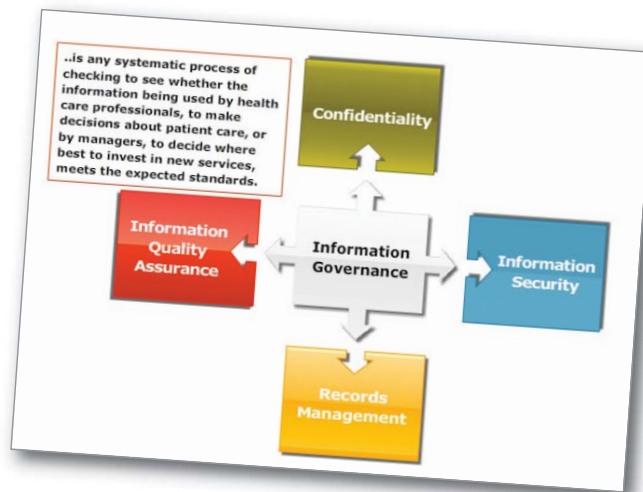 ..is any systematic process of
checking to see whether the
information being used by health
care professionals, to make
decisions about patient care, or
by managers, to decide where
best to invest in new services,
meets the expected standards.
Confidentiality
Information
Quality
Assurance
Information
Governance
Information
Security
Records
Management